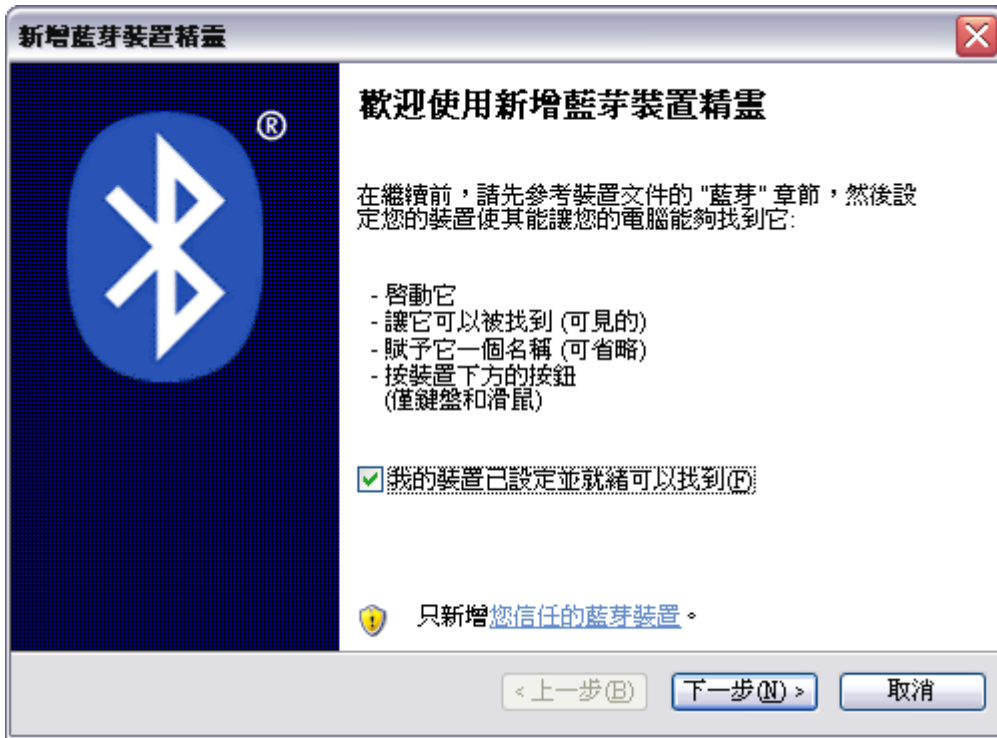 新增藍芽裝置精靈
®
歡迎使用新增藍芽裝置精靈
在繼續前，請先參考裝置文件的 "藍芽" 章節，然後設
定您的裝置使其能讓您的電腦能夠找到它:
- 啓動它
- 讓它可以被找到 (可見的)
- 賦予它一個名稱 (可省略)
- 按裝置下方的按鈕
(僅鍵盤和滑鼠)
我的裝置已設定並就緒可以找到(F)
只新增您信任的藍芽裝置。
< 上一步(B)
下一步(N) >
取消